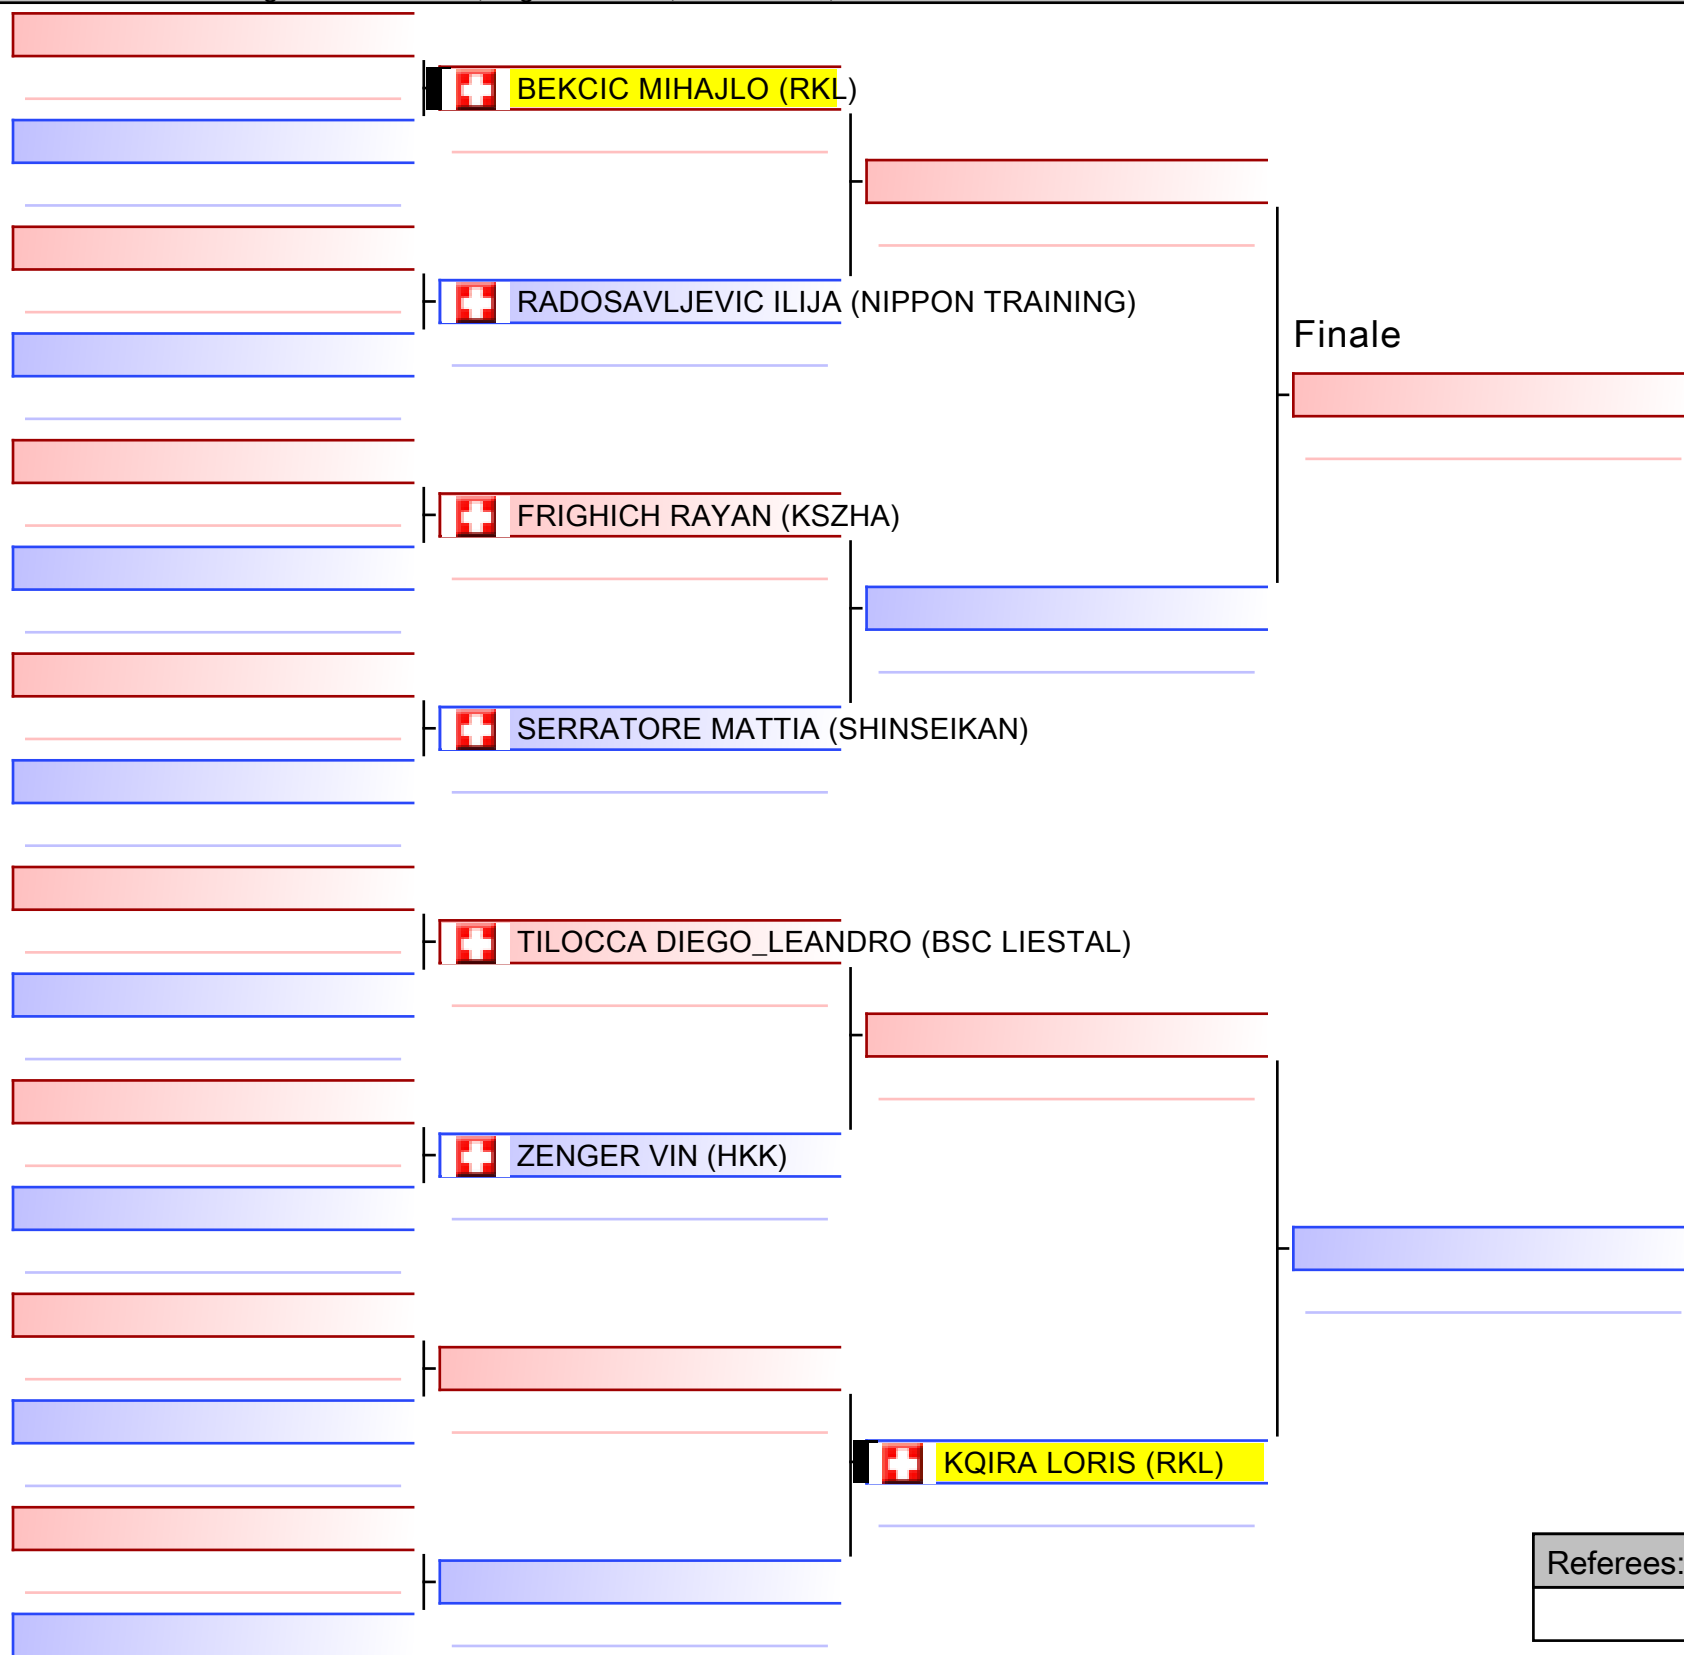 BEKCIC MIHAJLO (RKL)
RADOSAVLJEVIC ILIJA (NIPPON TRAINING)
Finale
FRIGHICH RAYAN (KSZHA)
SERRATORE MATTIA (SHINSEIKAN)
TILOCCA DIEGO_LEANDRO (BSC LIESTAL)
ZENGER VIN (HKK)
KQIRA LORIS (RKL)
Referees: